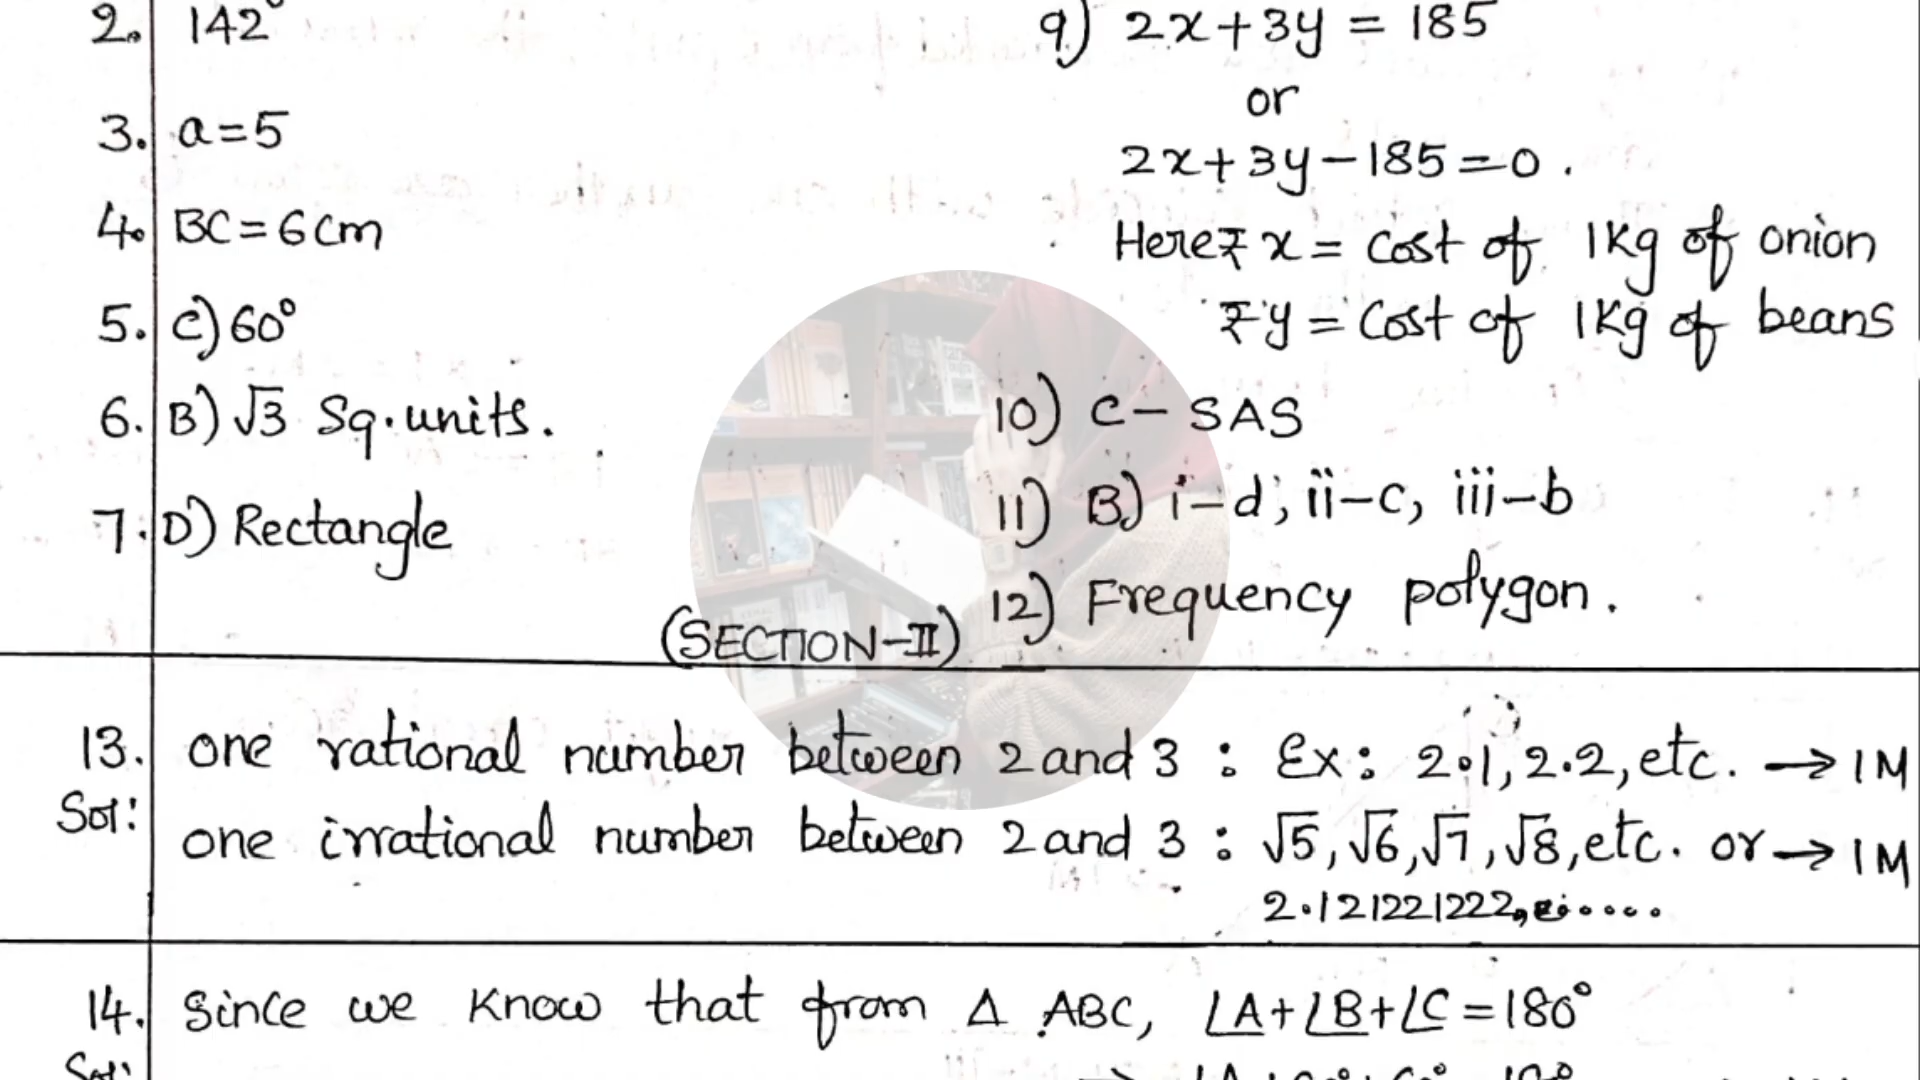 2. 142°
3. a=5
4. BC=6cm
5. C) 60°
6. B) √3 Sq.units.
7. D) Rectangle
9) 2x+3y = 185
or
2x+3y-185=0.
Here ₹ x = cost of 1kg of onion
₹ y = Cost of 1kg of beans
10) C- SAS
11) B) i-d; ii-c, iii-b
12) Frequency polygon.
(SECTION-II)
13. one rational number between 2 and 3 : Ex: 2.1, 2.2, etc. → 1M
Sol: one irrational number between 2 and 3 : √5, √6, √7, √8, etc. or → 1M
2.121221222
14. Since we know that from Δ ABC, ∠A+∠B+∠C=180°
Sol: